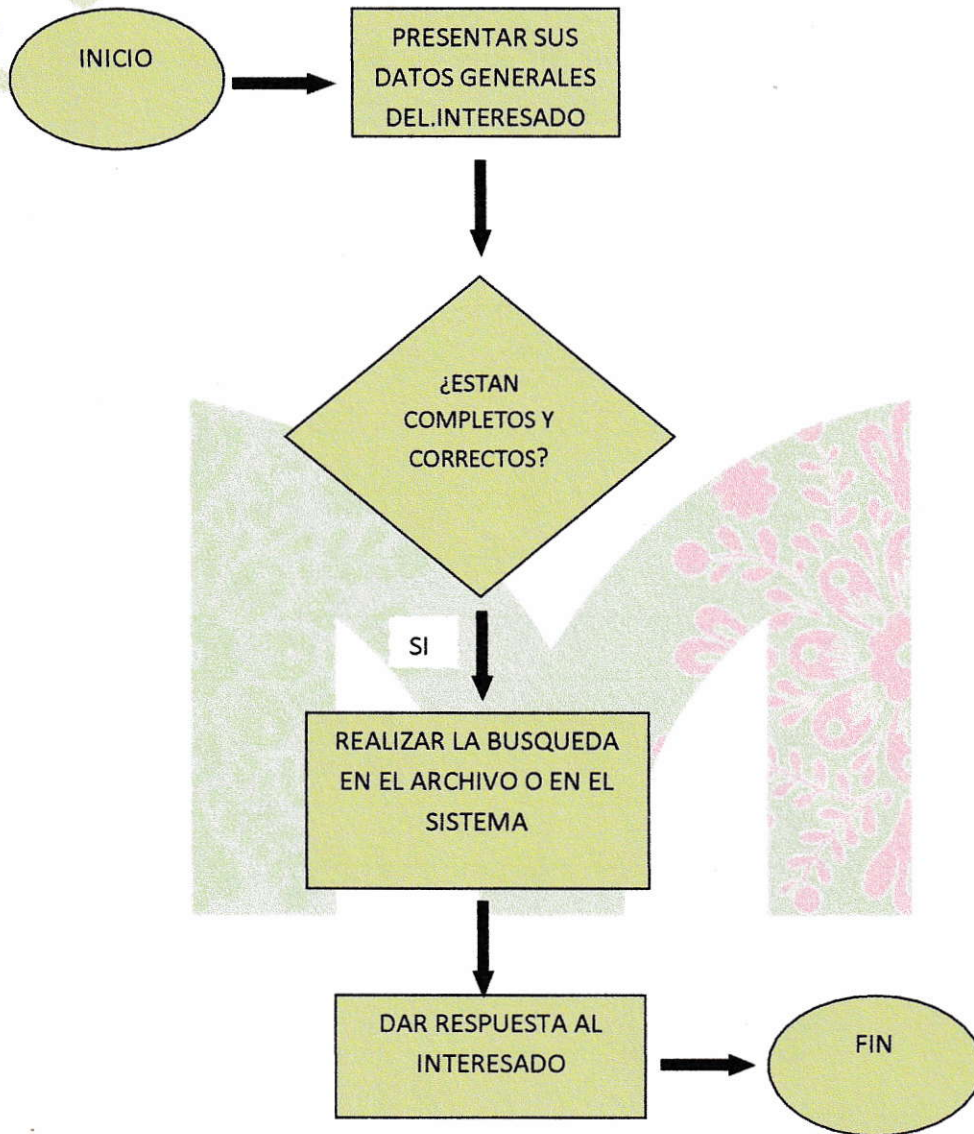 INICIO
PRESENTAR SUS
DATOS GENERALES
DEL.INTERESADO
¿ESTAN
COMPLETOS Y
CORRECTOS?
SI
REALIZAR LA BUSQUEDA
EN EL ARCHIVO O EN EL
SISTEMA
DAR RESPUESTA AL
INTERESADO
FIN